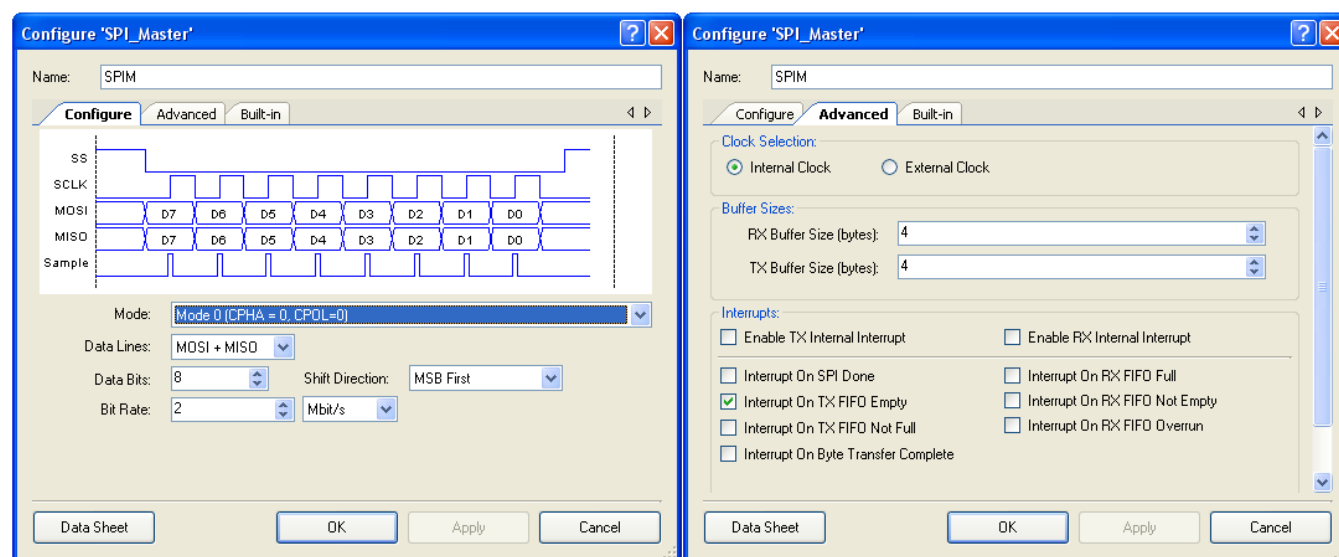 Configure 'SPI_Master'
Name: SPIM
Configure Advanced Built-in
SS
SCLK
MOSI D7 D6 D5 D4 D3 D2 D1 D0
MISO D7 D6 D5 D4 D3 D2 D1 D0
Sample
Mode: Mode 0 (CPHA = 0, CPOL=0)
Data Lines: MOSI + MISO
Data Bits: 8 Shift Direction: MSB First
Bit Rate: 2 Mbit/s
Data Sheet OK Apply Cancel
Configure 'SPI_Master'
Name: SPIM
Configure Advanced Built-in
Clock Selection:
Internal Clock External Clock
Buffer Sizes:
RX Buffer Size (bytes): 4
TX Buffer Size (bytes): 4
Interrupts:
Enable TX Internal Interrupt Enable RX Internal Interrupt
Interrupt On SPI Done Interrupt On RX FIFO Full
Interrupt On TX FIFO Empty Interrupt On RX FIFO Not Empty
Interrupt On TX FIFO Not Full Interrupt On RX FIFO Overrun
Interrupt On Byte Transfer Complete
Data Sheet OK Apply Cancel